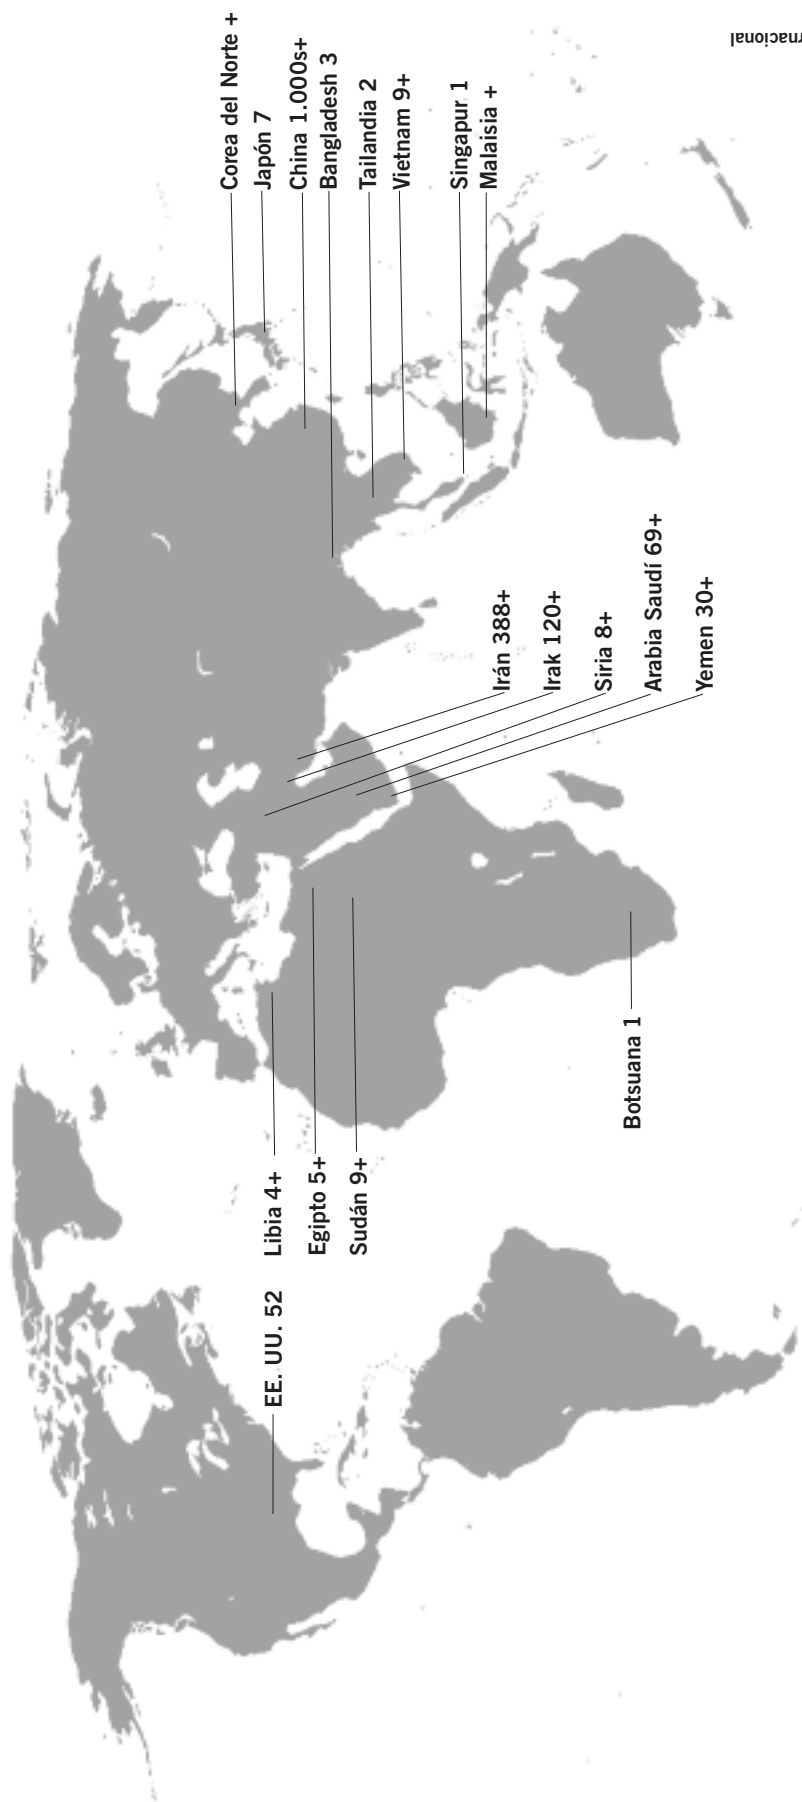 EE. UU. 52
Libia 4+
Egipto 5+
Sudán 9+
Botsuana 1
Irán 388+
Irak 120+
Siria 8+
Arabia Saudí 69+
Yemen 30+
Corea del Norte +
Japón 7
China 1.000s+
Bangladesh 3
Tailandia 2
Vietnam 9+
Singapur 1
Malaisia +